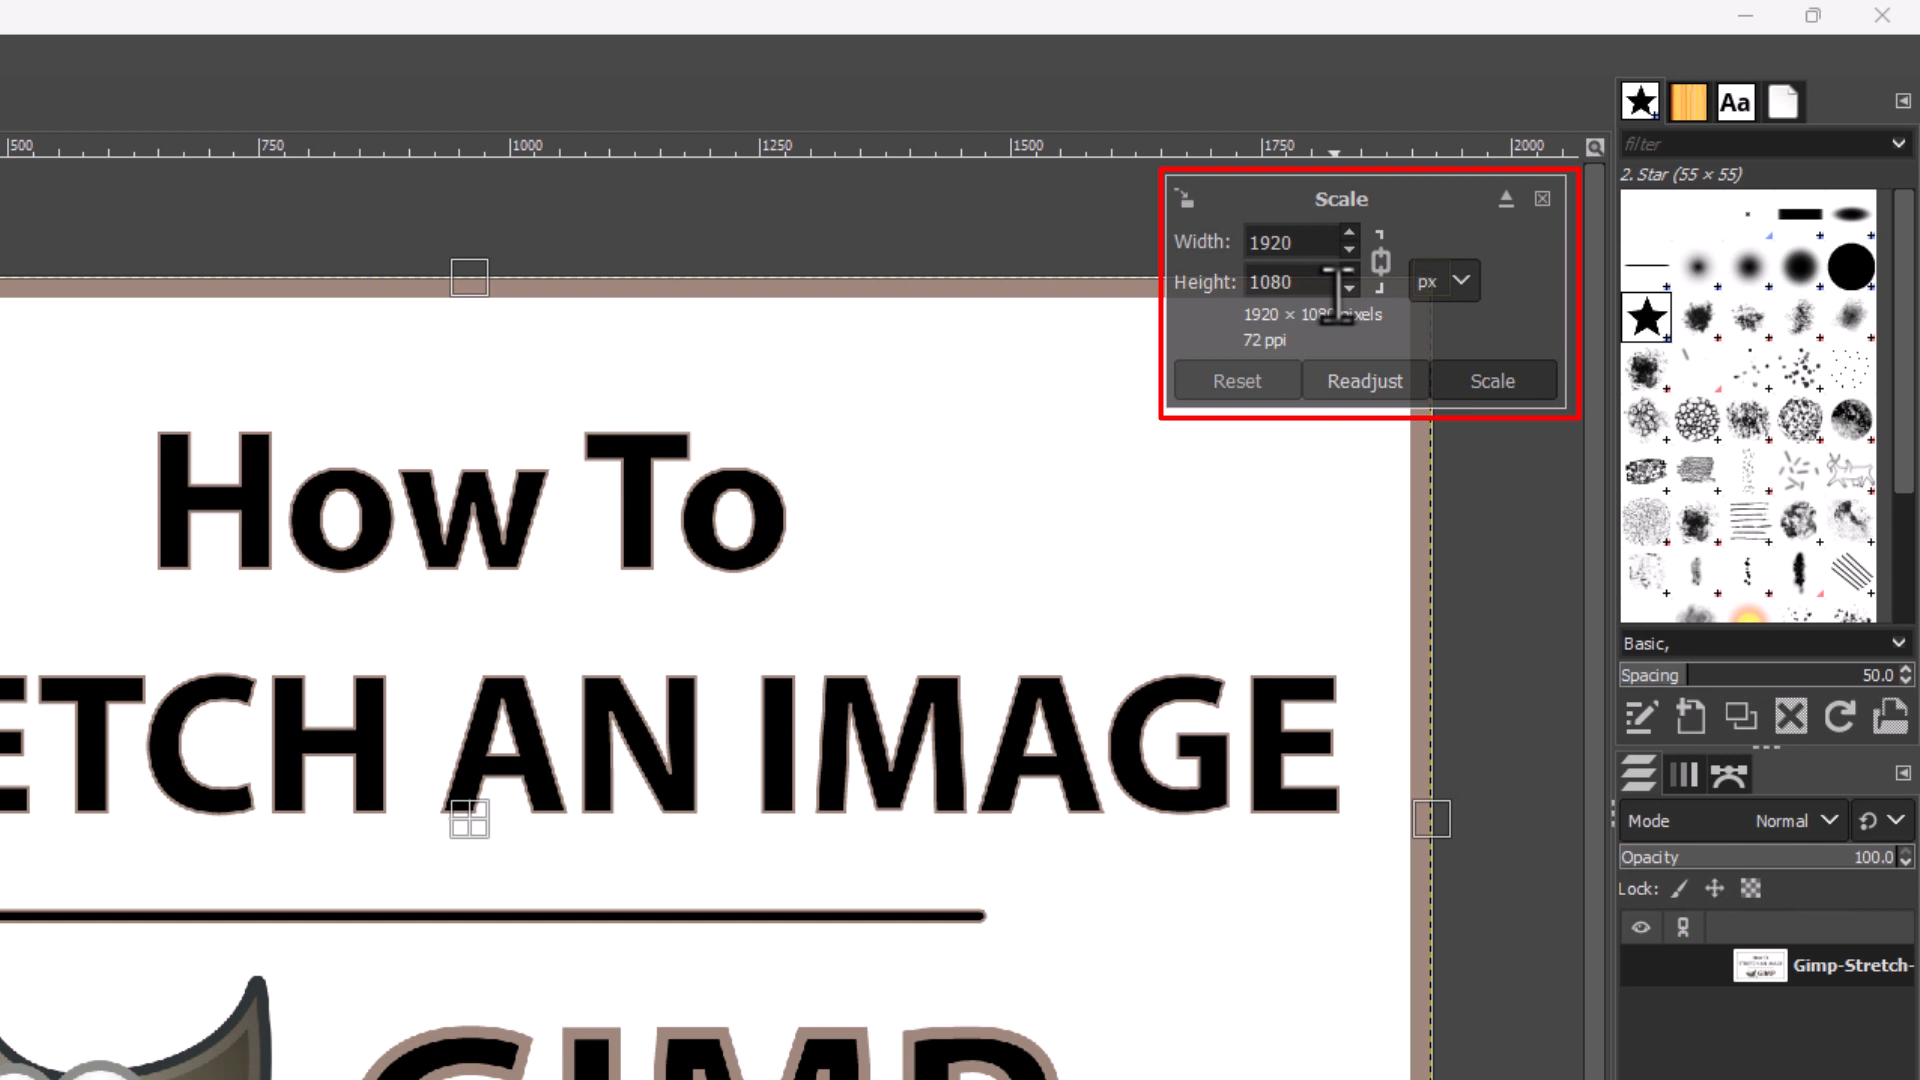 500 750 1000 1250 1500 1750 2000
Aa
filter
2. Star (55 × 55)
Scale
Width: 1920
Height: 1080 px
1920 × 1080 pixels
72 ppi
Reset Readjust Scale
How To
ETCH AN IMAGE
GIMP
Basic,
Spacing 50.0
Mode Normal
Opacity 100.0
Lock:
Gimp-Stretch-